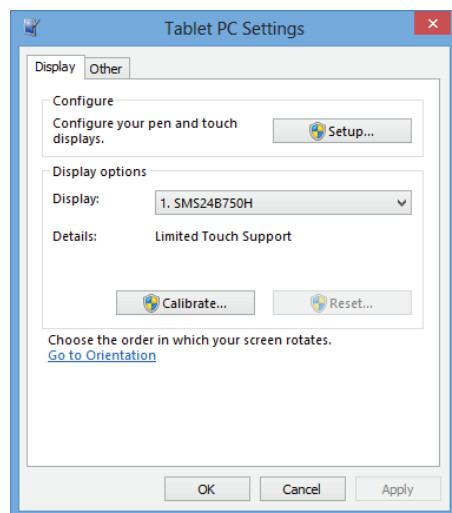 Tablet PC Settings
Display Other
Configure
Configure your pen and touch
displays.
Setup...
Display options
Display: 1. SMS24B750H
Details: Limited Touch Support
Calibrate... Reset...
Choose the order in which your screen rotates.
Go to Orientation
OK Cancel Apply